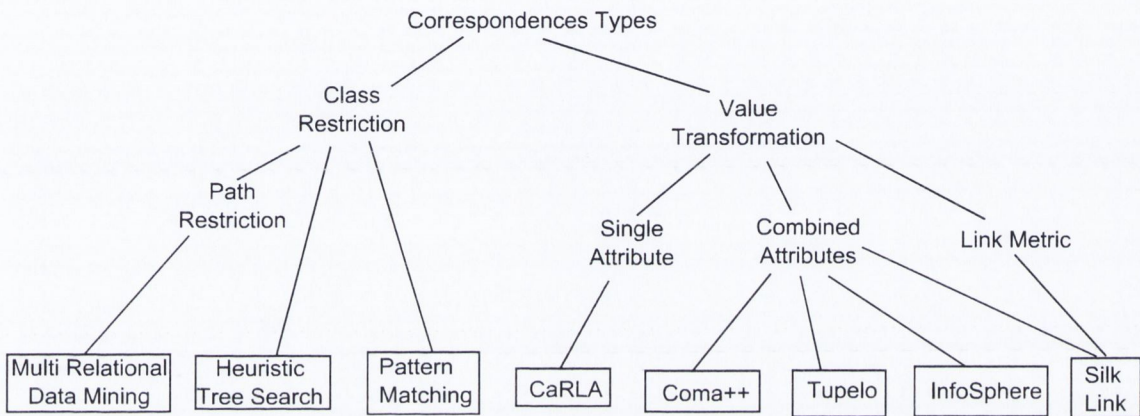 Correspondences Types
Class
Restriction
Value
Transformation
Path
Restriction
Single
Attribute
Combined
Attributes
Link Metric
Multi Relational
Data Mining
Heuristic
Tree Search
Pattern
Matching
CaRLA
Coma++
Tupelo
InfoSphere
Silk
Link